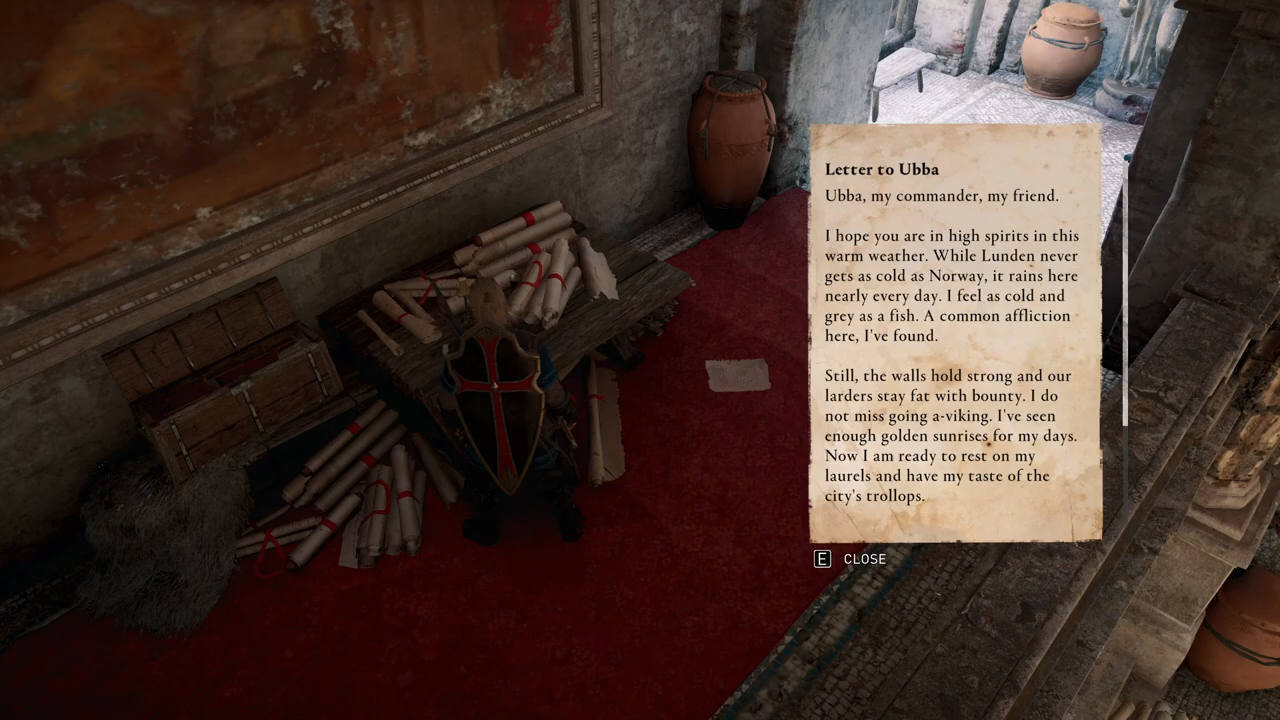 Letter to Ubba
Ubba, my commander, my friend.
I hope you are in high spirits in this
warm weather. While Lunden never
gets as cold as Norway, it rains here
nearly every day. I feel as cold and
grey as a fish. A common affliction
here, I've found.
Still, the walls hold strong and our
larders stay fat with bounty. I do
not miss going a-viking. I've seen
enough golden sunrises for my days.
Now I am ready to rest on my
laurels and have my taste of the
city's trollops.
E CLOSE